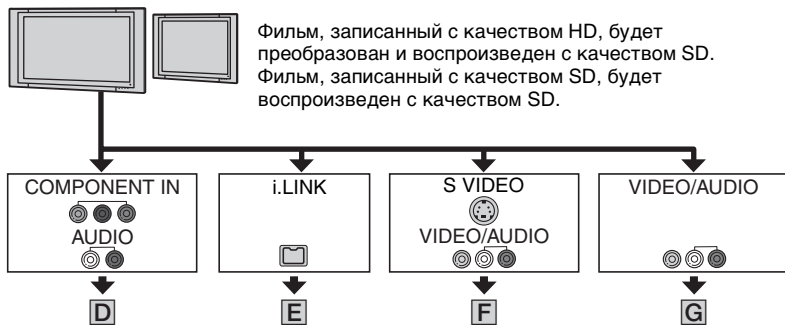 Фильм, записанный с качеством HD, будет
преобразован и воспроизведен с качеством SD.
Фильм, записанный с качеством SD, будет
воспроизведен с качеством SD.
COMPONENT IN
AUDIO
i.LINK
S VIDEO
VIDEO/AUDIO
VIDEO/AUDIO
D
E
F
G